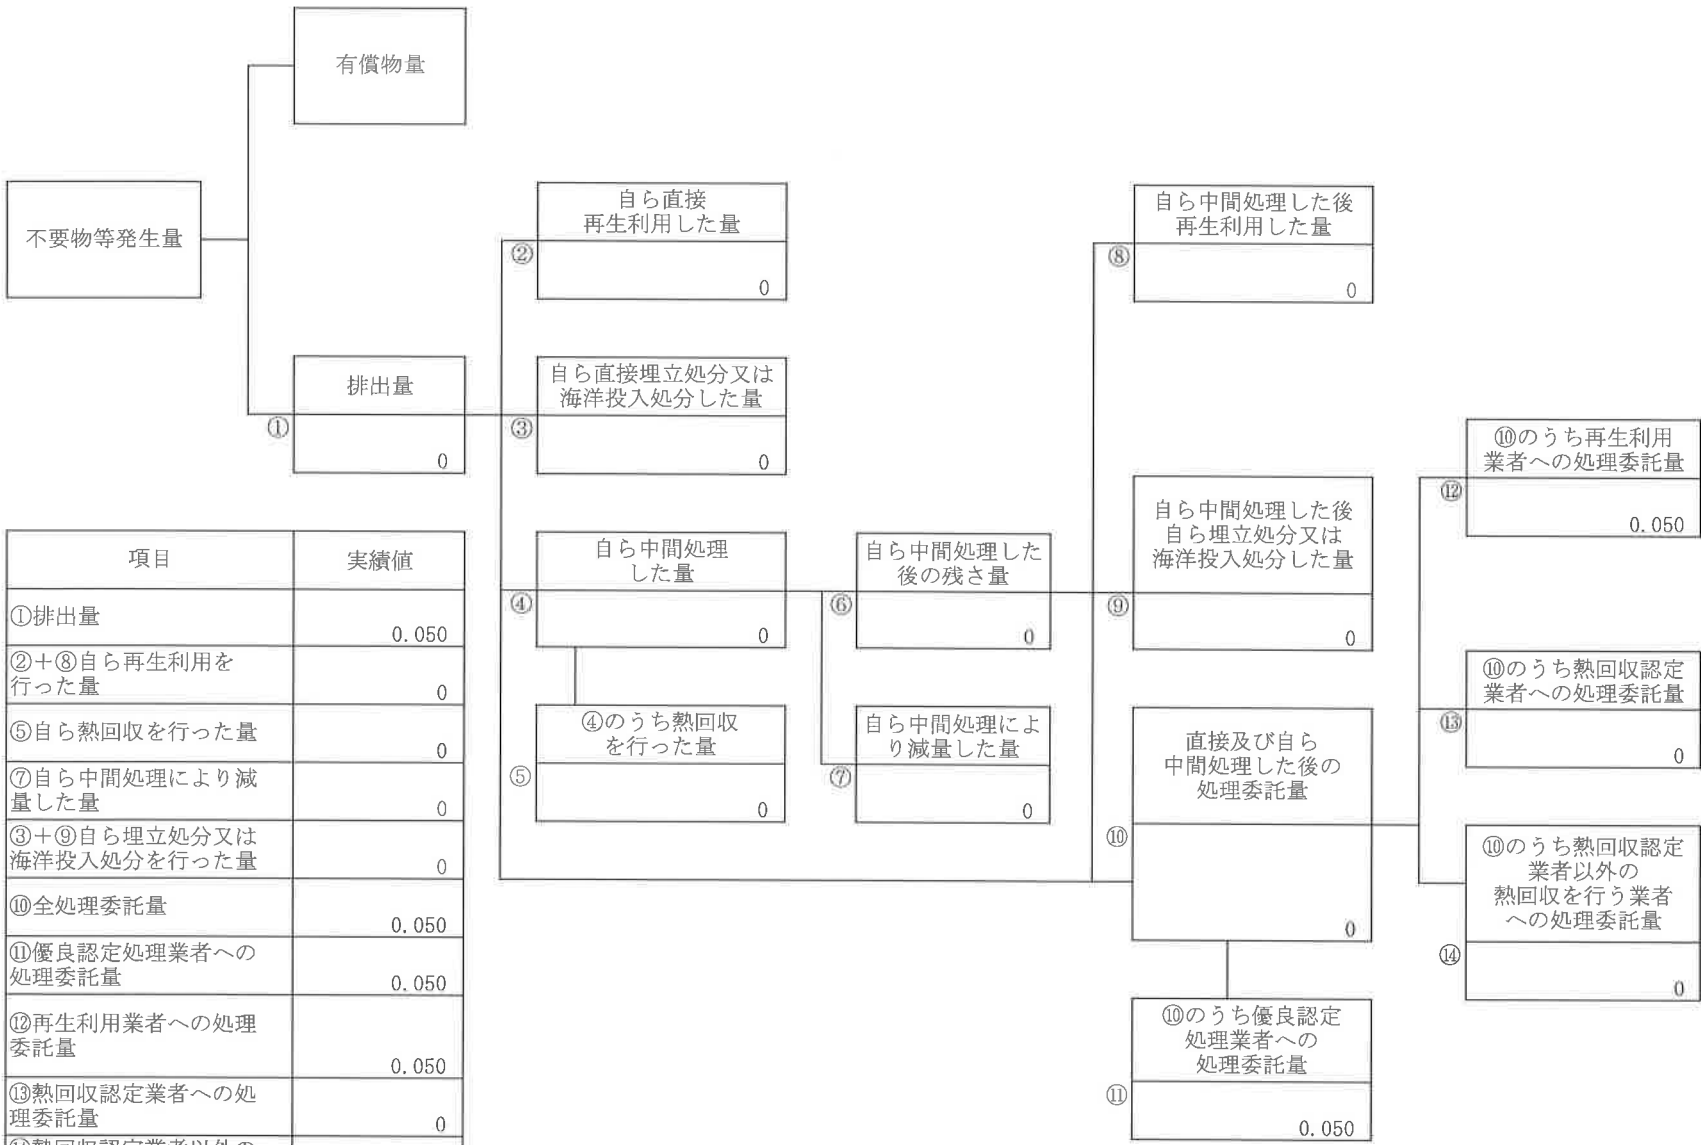 有償物量
不要物等発生量
排出量
①
0
自ら直接
再生利用した量
②
0
自ら直接埋立処分又は
海洋投入処分した量
③
0
自ら中間処理
した量
④
0
④のうち熱回収
を行った量
⑤
0
自ら中間処理した
後の残さ量
⑥
0
自ら中間処理によ
り減量した量
⑦
0
自ら中間処理した後
再生利用した量
⑧
0
自ら中間処理した後
自ら埋立処分又は
海洋投入処分した量
⑨
0
直接及び自ら
中間処理した後の
処理委託量
⑩
0
⑩のうち優良認定
処理業者への
処理委託量
⑪
0.050
⑩のうち再生利用
業者への処理委託量
⑫
0.050
⑩のうち熱回収認定
業者への処理委託量
⑬
0
⑩のうち熱回収認定
業者以外の
熱回収を行う業者
への処理委託量
⑭
0
項目 実績値
①排出量
0.050
②+⑧自ら再生利用を
行った量
0
⑤自ら熱回収を行った量
0
⑦自ら中間処理により減
量した量
0
③+⑨自ら埋立処分又は
海洋投入処分を行った量
0
⑩全処理委託量
0.050
⑪優良認定処理業者への
処理委託量
0.050
⑫再生利用業者への処理
委託量
0.050
⑬熱回収認定業者への処
理委託量
0
⑭熱回収認定業者以外の